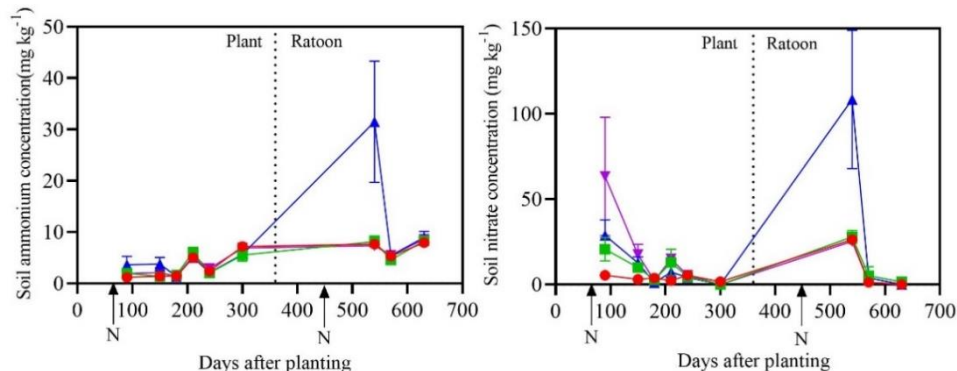 Soil ammonium concentration(mg kg⁻¹)
50
40
30
20
10
0
Plant
Ratoon
0 100 200 300 400 500 600 700
N
N
Days after planting
Soil nitrate concentration (mg kg⁻¹)
150
100
50
0
Plant
Ratoon
0 100 200 300 400 500 600 700
N
N
Days after planting